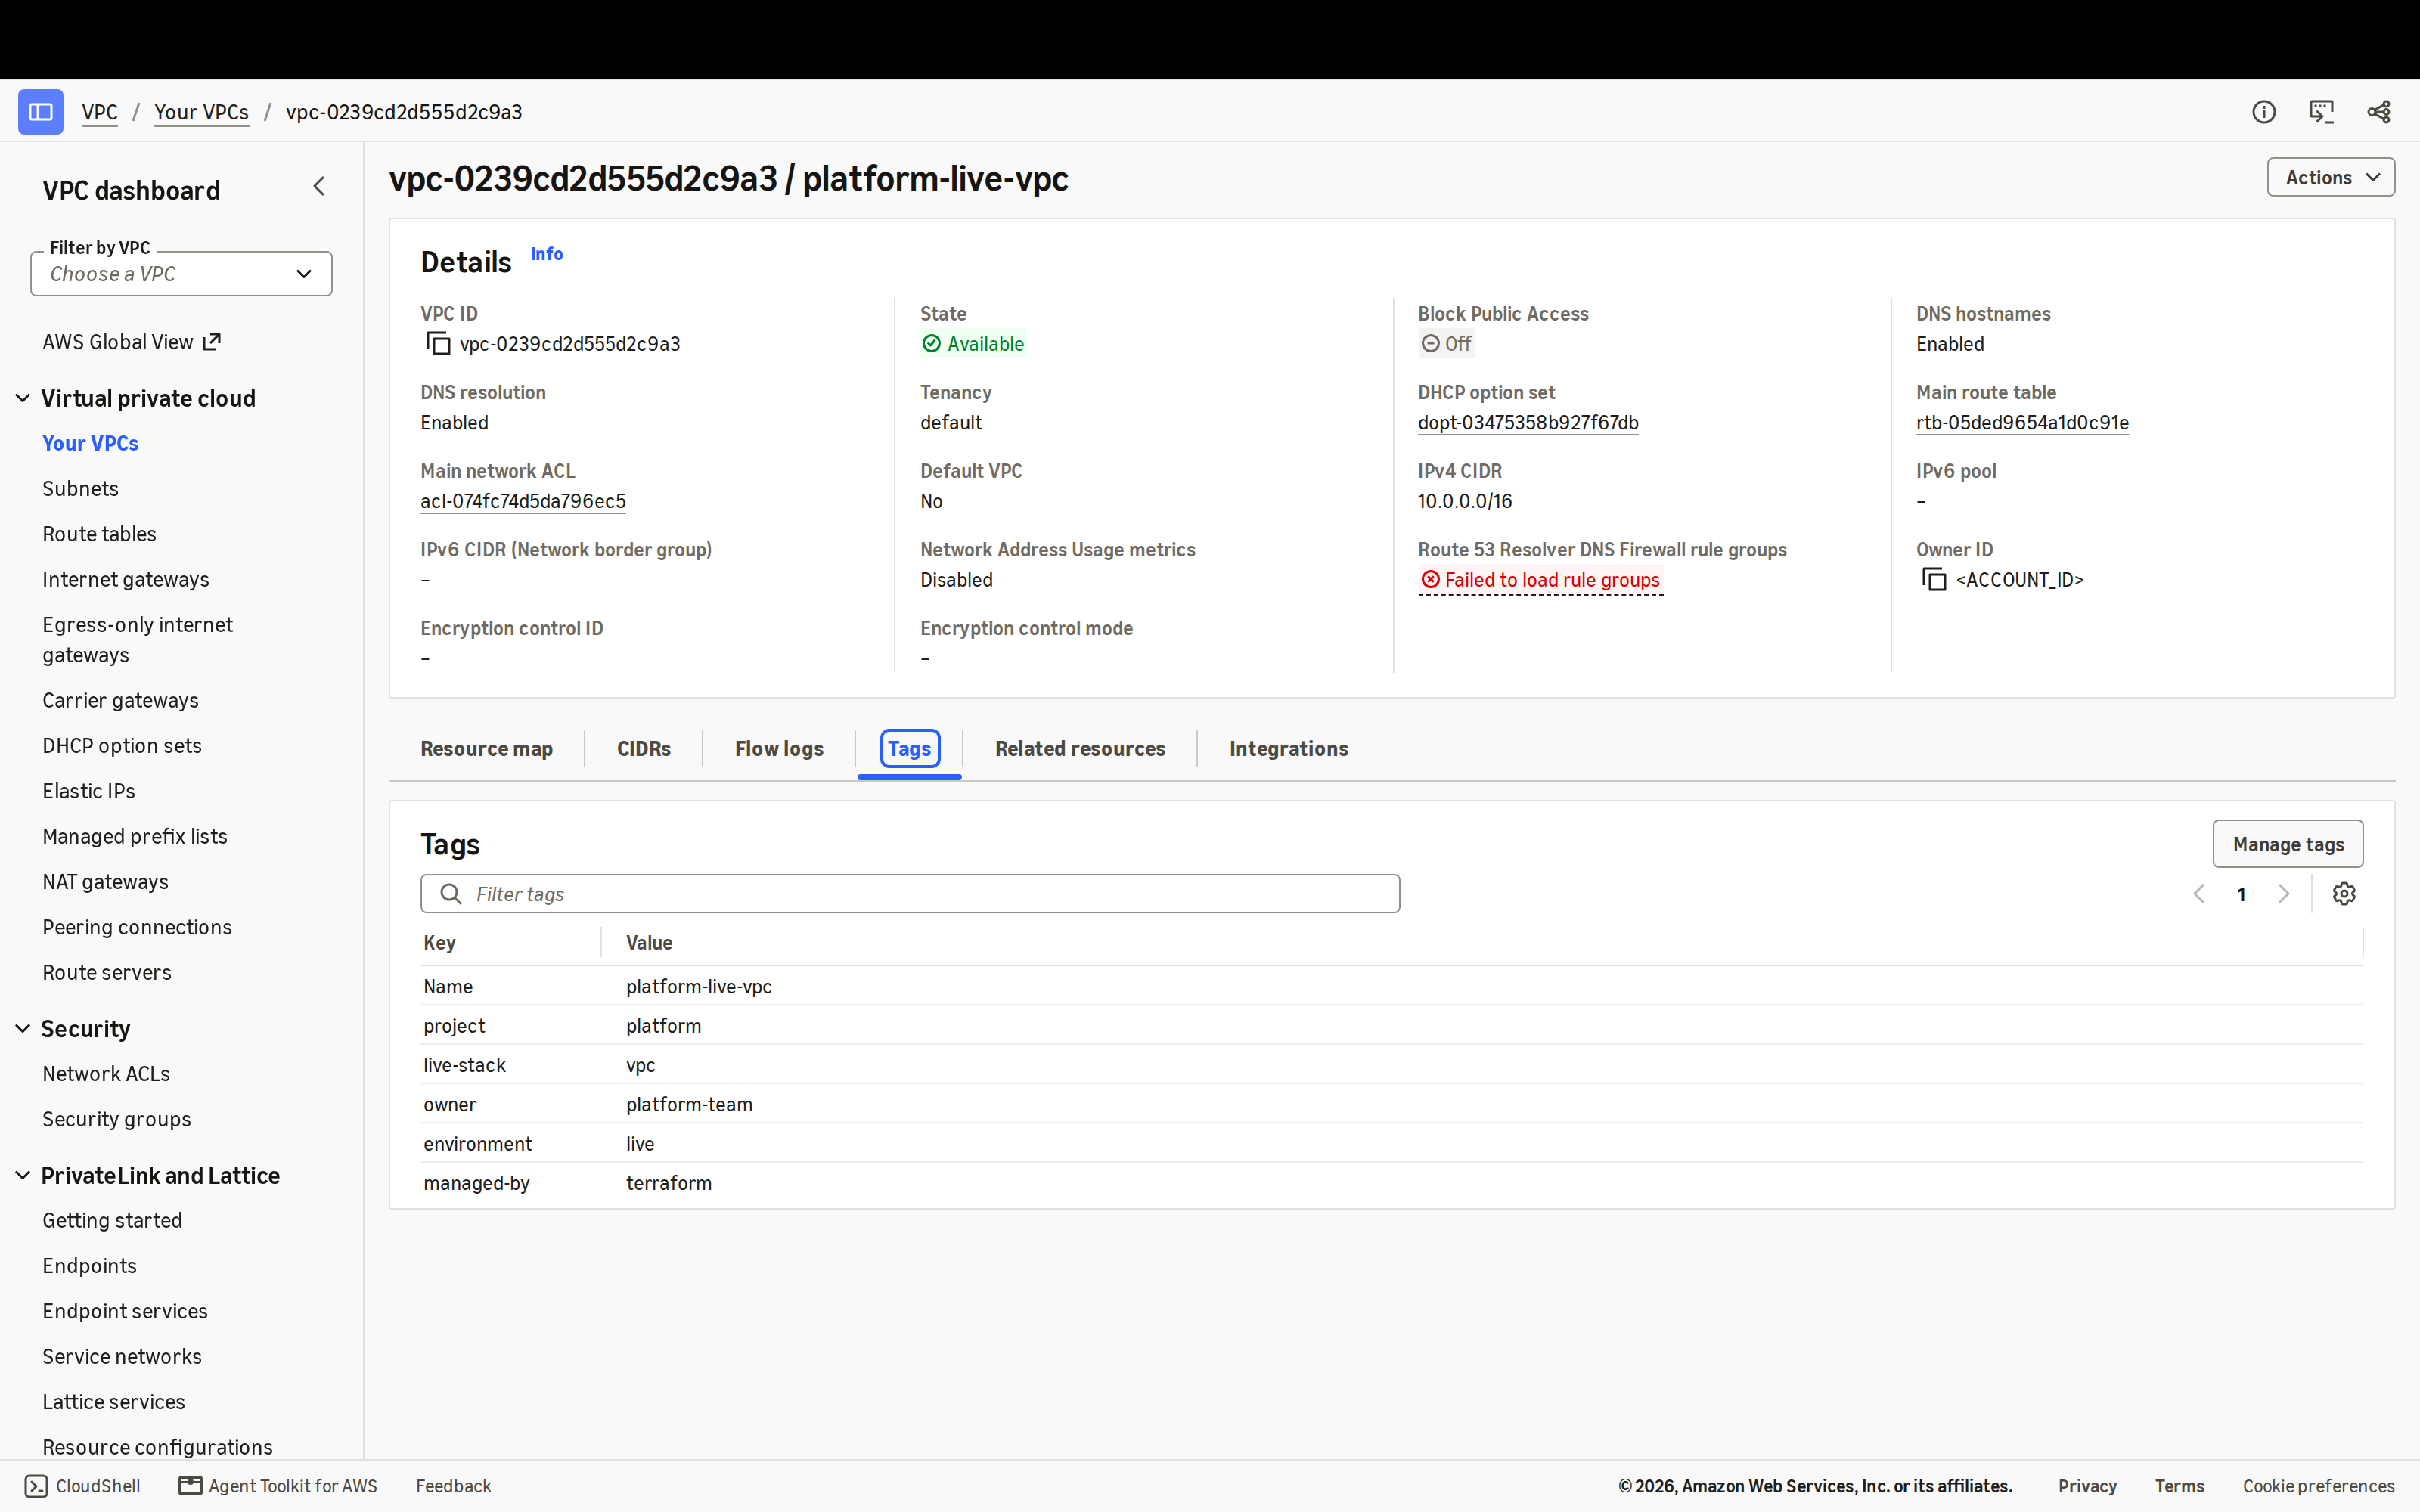 VPC / Your VPCs / vpc-0239cd2d555d2c9a3
VPC dashboard
Filter by VPC
Choose a VPC
AWS Global View
Virtual private cloud
Your VPCs
Subnets
Route tables
Internet gateways
Egress-only internet
gateways
Carrier gateways
DHCP option sets
Elastic IPs
Managed prefix lists
NAT gateways
Peering connections
Route servers
Security
Network ACLs
Security groups
PrivateLink and Lattice
Getting started
Endpoints
Endpoint services
Service networks
Lattice services
Resource configurations
vpc-0239cd2d555d2c9a3 / platform-live-vpc
Actions
Details Info
VPC ID
vpc-0239cd2d555d2c9a3
State
Available
Block Public Access
Off
DNS hostnames
Enabled
DNS resolution
Enabled
Tenancy
default
DHCP option set
dopt-03475358b927f67db
Main route table
rtb-05ded9654a1d0c91e
Main network ACL
acl-074fc74d5da796ec5
Default VPC
No
IPv4 CIDR
10.0.0.0/16
IPv6 pool
–
IPv6 CIDR (Network border group)
–
Network Address Usage metrics
Disabled
Route 53 Resolver DNS Firewall rule groups
Failed to load rule groups
Owner ID
<ACCOUNT_ID>
Encryption control ID
–
Encryption control mode
–
Resource map CIDRs Flow logs Tags Related resources Integrations
Tags
Manage tags
Filter tags
1
Key Value
Name platform-live-vpc
project platform
live-stack vpc
owner platform-team
environment live
managed-by terraform
CloudShell Agent Toolkit for AWS Feedback © 2026, Amazon Web Services, Inc. or its affiliates. Privacy Terms Cookie preferences